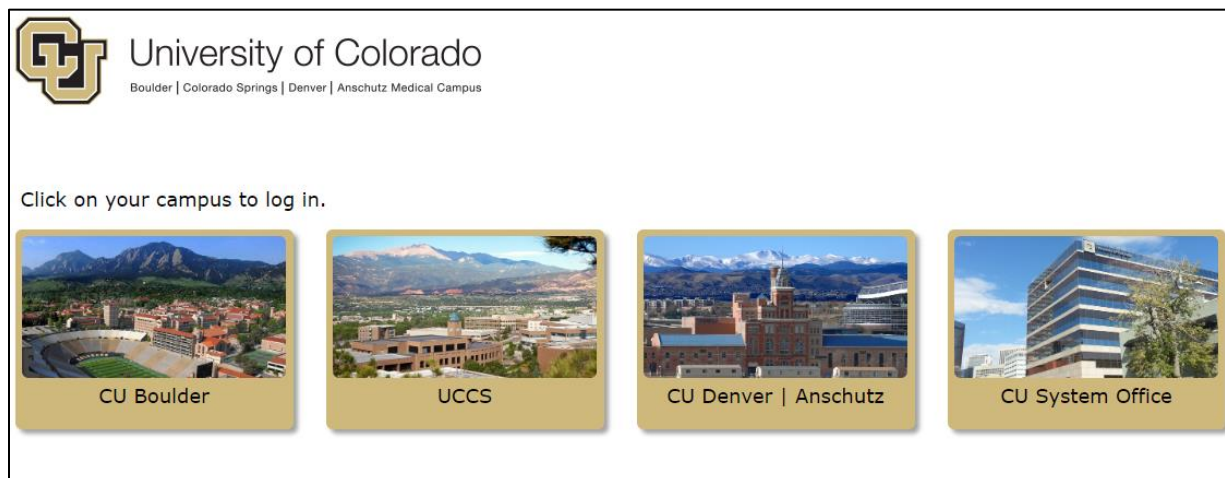 CU
University of Colorado
Boulder | Colorado Springs | Denver | Anschutz Medical Campus
Click on your campus to log in.
CU Boulder
UCCS
CU Denver | Anschutz
CU System Office